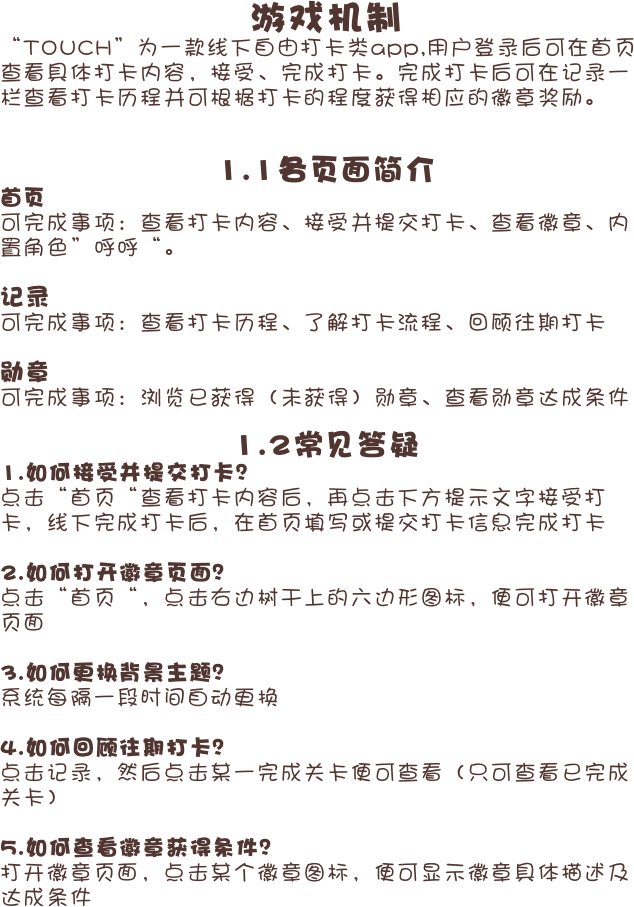 游戏机制
“TOUCH”为一款线下自由打卡类app,用户登录后可在首页
查看具体打卡内容，接受、完成打卡。完成打卡后可在记录一
栏查看打卡历程并可根据打卡的程度获得相应的徽章奖励。
1.1各页面简介
首页
可完成事项：查看打卡内容、接受并提交打卡、查看徽章、内
置角色”呼呼“。
记录
可完成事项：查看打卡历程、了解打卡流程、回顾往期打卡
勋章
可完成事项：浏览已获得（未获得）勋章、查看勋章达成条件
1.2常见答疑
1.如何接受并提交打卡？
点击“首页“查看打卡内容后，再点击下方提示文字接受打
卡，线下完成打卡后，在首页填写或提交打卡信息完成打卡
2.如何打开徽章页面？
点击“首页“，点击右边树干上的六边形图标，便可打开徽章
页面
3.如何更换背景主题？
系统每隔一段时间自动更换
4.如何回顾往期打卡？
点击记录，然后点击某一完成关卡便可查看（只可查看已完成
关卡）
5.如何查看徽章获得条件？
打开徽章页面，点击某个徽章图标，便可显示徽章具体描述及
达成条件